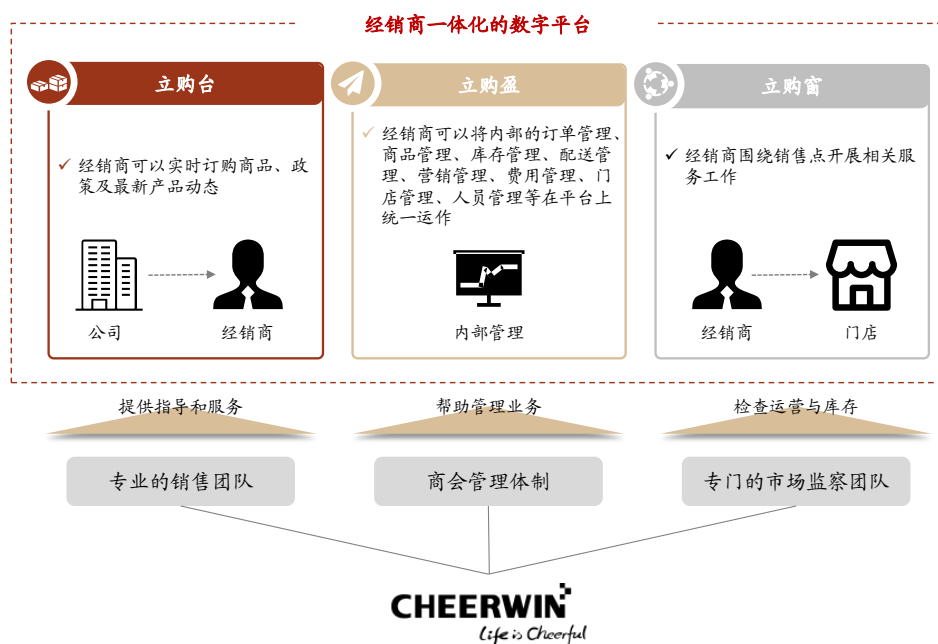 经销商一体化的数字平台
立购台
立购盈
立购窗
经销商可以实时订购商品、政
策及最新产品动态
经销商可以将内部的订单管理、
商品管理、库存管理、配送管
理、营销管理、费用管理、门
店管理、人员管理等在平台上
统一运作
经销商围绕销售点开展相关服
务工作
公司
经销商
内部管理
经销商
门店
提供指导和服务
帮助管理业务
检查运营与库存
专业的销售团队
商会管理体制
专门的市场监察团队
CHEERWIN
Life is Cheerful